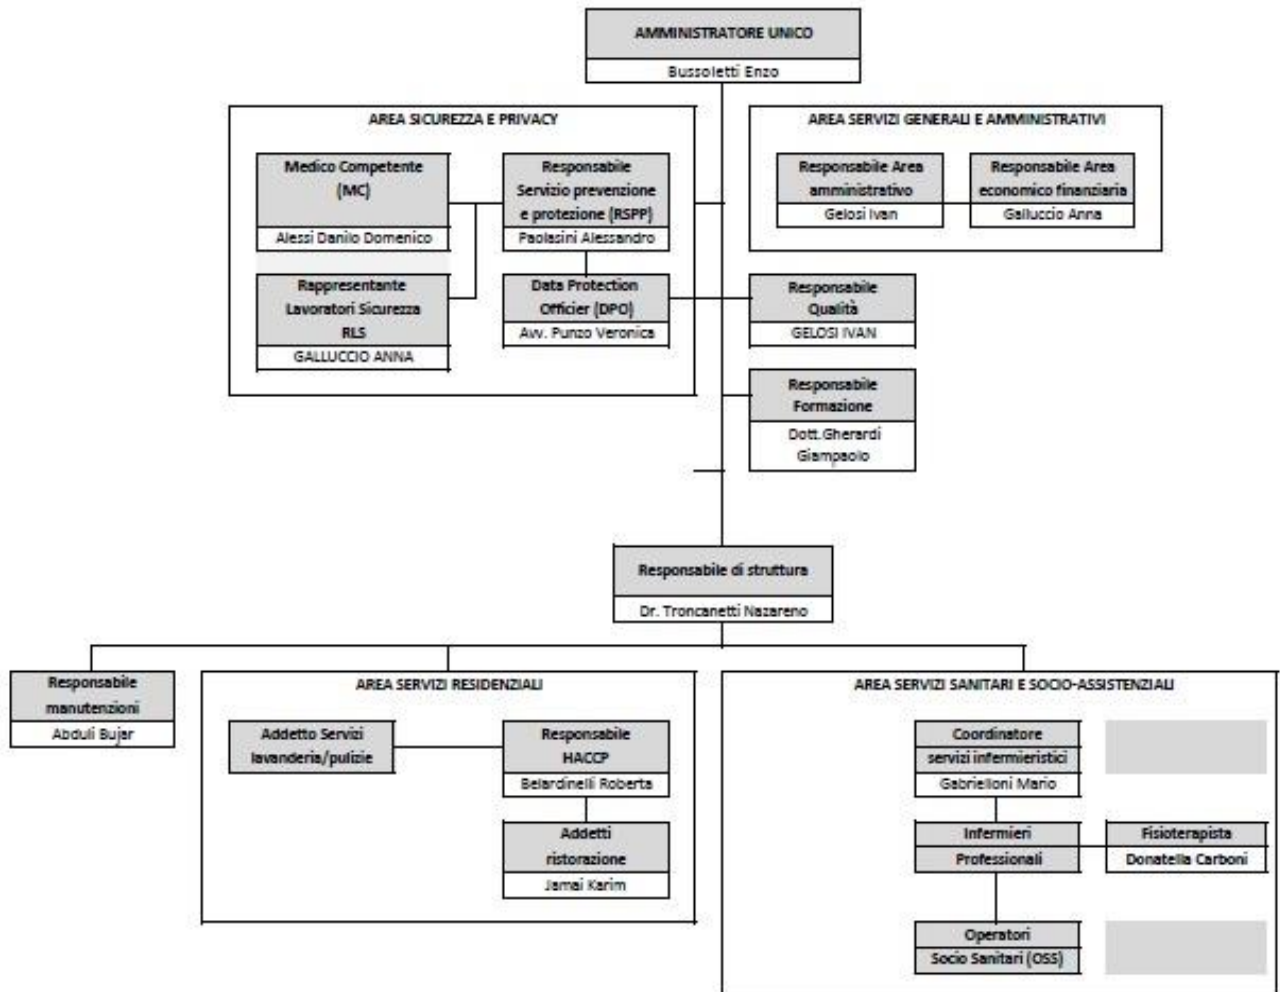 AMMINISTRATORE UNICO
Bussoletti Enzo
AREA SICUREZZA E PRIVACY
Medico Competente
(MC)
Alessi Danilo Domenico
Responsabile
Servizio prevenzione
e protezione (RSPP)
Paolasini Alessandro
Rappresentante
Lavoratori Sicurezza
RLS
GALLUCCIO ANNA
Data Protection
Officier (DPO)
Avv. Punzo Veronica
AREA SERVIZI GENERALI E AMMINISTRATIVI
Responsabile Area
amministrativo
Gelosi Ivan
Responsabile Area
economico finanziaria
Galluccio Anna
Responsabile
Qualità
GELOSI IVAN
Responsabile
Formazione
Dott.Gherardi
Giampaolo
Responsabile di struttura
Dr. Troncanetti Nazareno
Responsabile
manutenzioni
Abduli Bujar
AREA SERVIZI RESIDENZIALI
Addetto Servizi
lavanderia/pulizie
Responsabile
HACCP
Belardinelli Roberta
Addetti
ristorazione
Jamai Karim
AREA SERVIZI SANITARI E SOCIO-ASSISTENZIALI
Coordinatore
servizi infermieristici
Gabrielloni Mario
Infermieri
Professionali
Fisioterapista
Donatella Carboni
Operatori
Socio Sanitari (OSS)